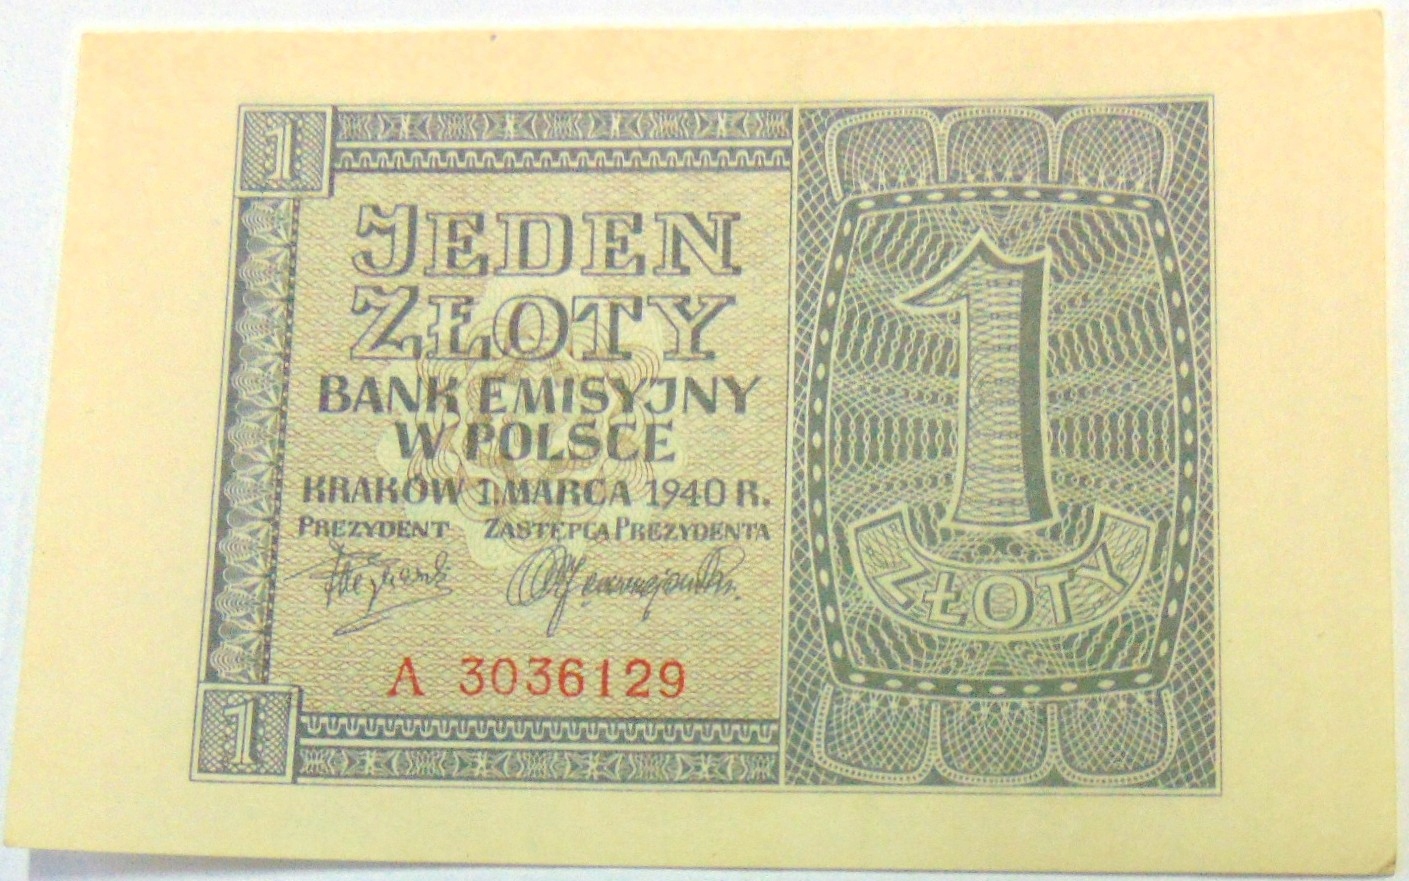 1
JEDEN
ZŁOTY
BANK EMISYJNY
W POLSCE
KRAKÓW 1. MARCA 1940 R.
PREZYDENT ZASTĘPCA PREZYDENTA
A 3036129
1
1
ZŁOTY